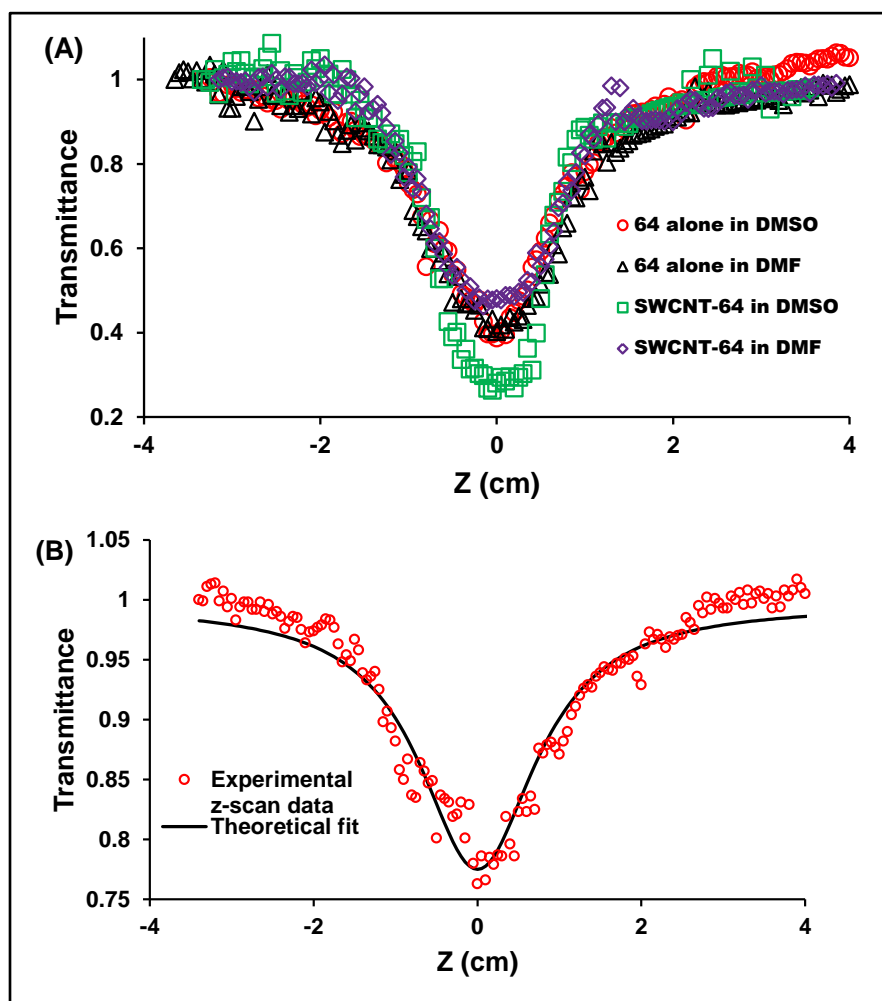 (A)
1
0.8
0.6
0.4
0.2
Transmittance
-4
-2
0
2
4
Z (cm)
64 alone in DMSO
64 alone in DMF
SWCNT-64 in DMSO
SWCNT-64 in DMF
(B)
1.05
1
0.95
0.9
0.85
0.8
0.75
Transmittance
-4
-2
0
2
4
Z (cm)
Experimental
z-scan data
Theoretical fit